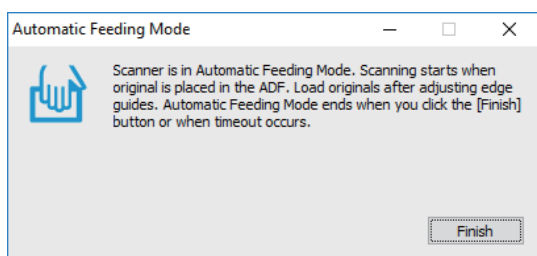 Automatic Feeding Mode
Scanner is in Automatic Feeding Mode. Scanning starts when
original is placed in the ADF. Load originals after adjusting edge
guides. Automatic Feeding Mode ends when you click the [Finish]
button or when timeout occurs.
Finish